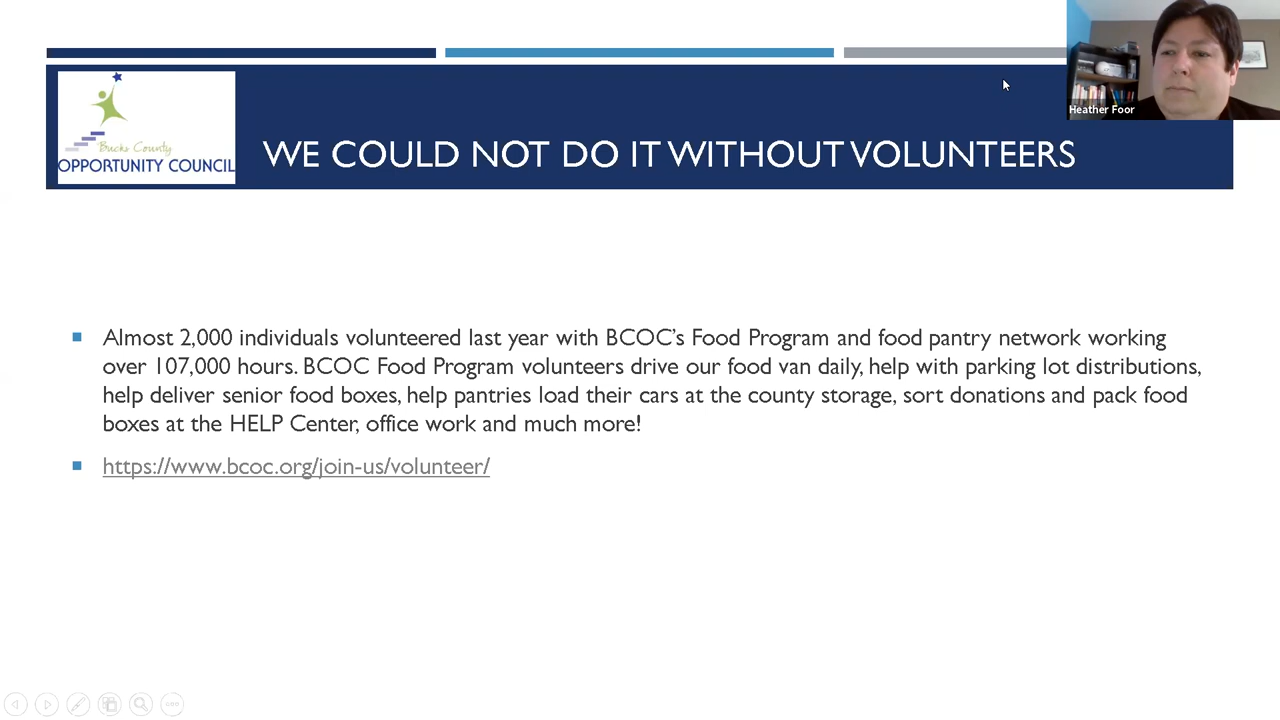 Heather Foor
Bucks County
OPPORTUNITY COUNCIL
WE COULD NOT DO IT WITHOUT VOLUNTEERS
Almost 2,000 individuals volunteered last year with BCOC’s Food Program and food pantry network working
over 107,000 hours. BCOC Food Program volunteers drive our food van daily, help with parking lot distributions,
help deliver senior food boxes, help pantries load their cars at the county storage, sort donations and pack food
boxes at the HELP Center, office work and much more!
https://www.bcoc.org/join-us/volunteer/